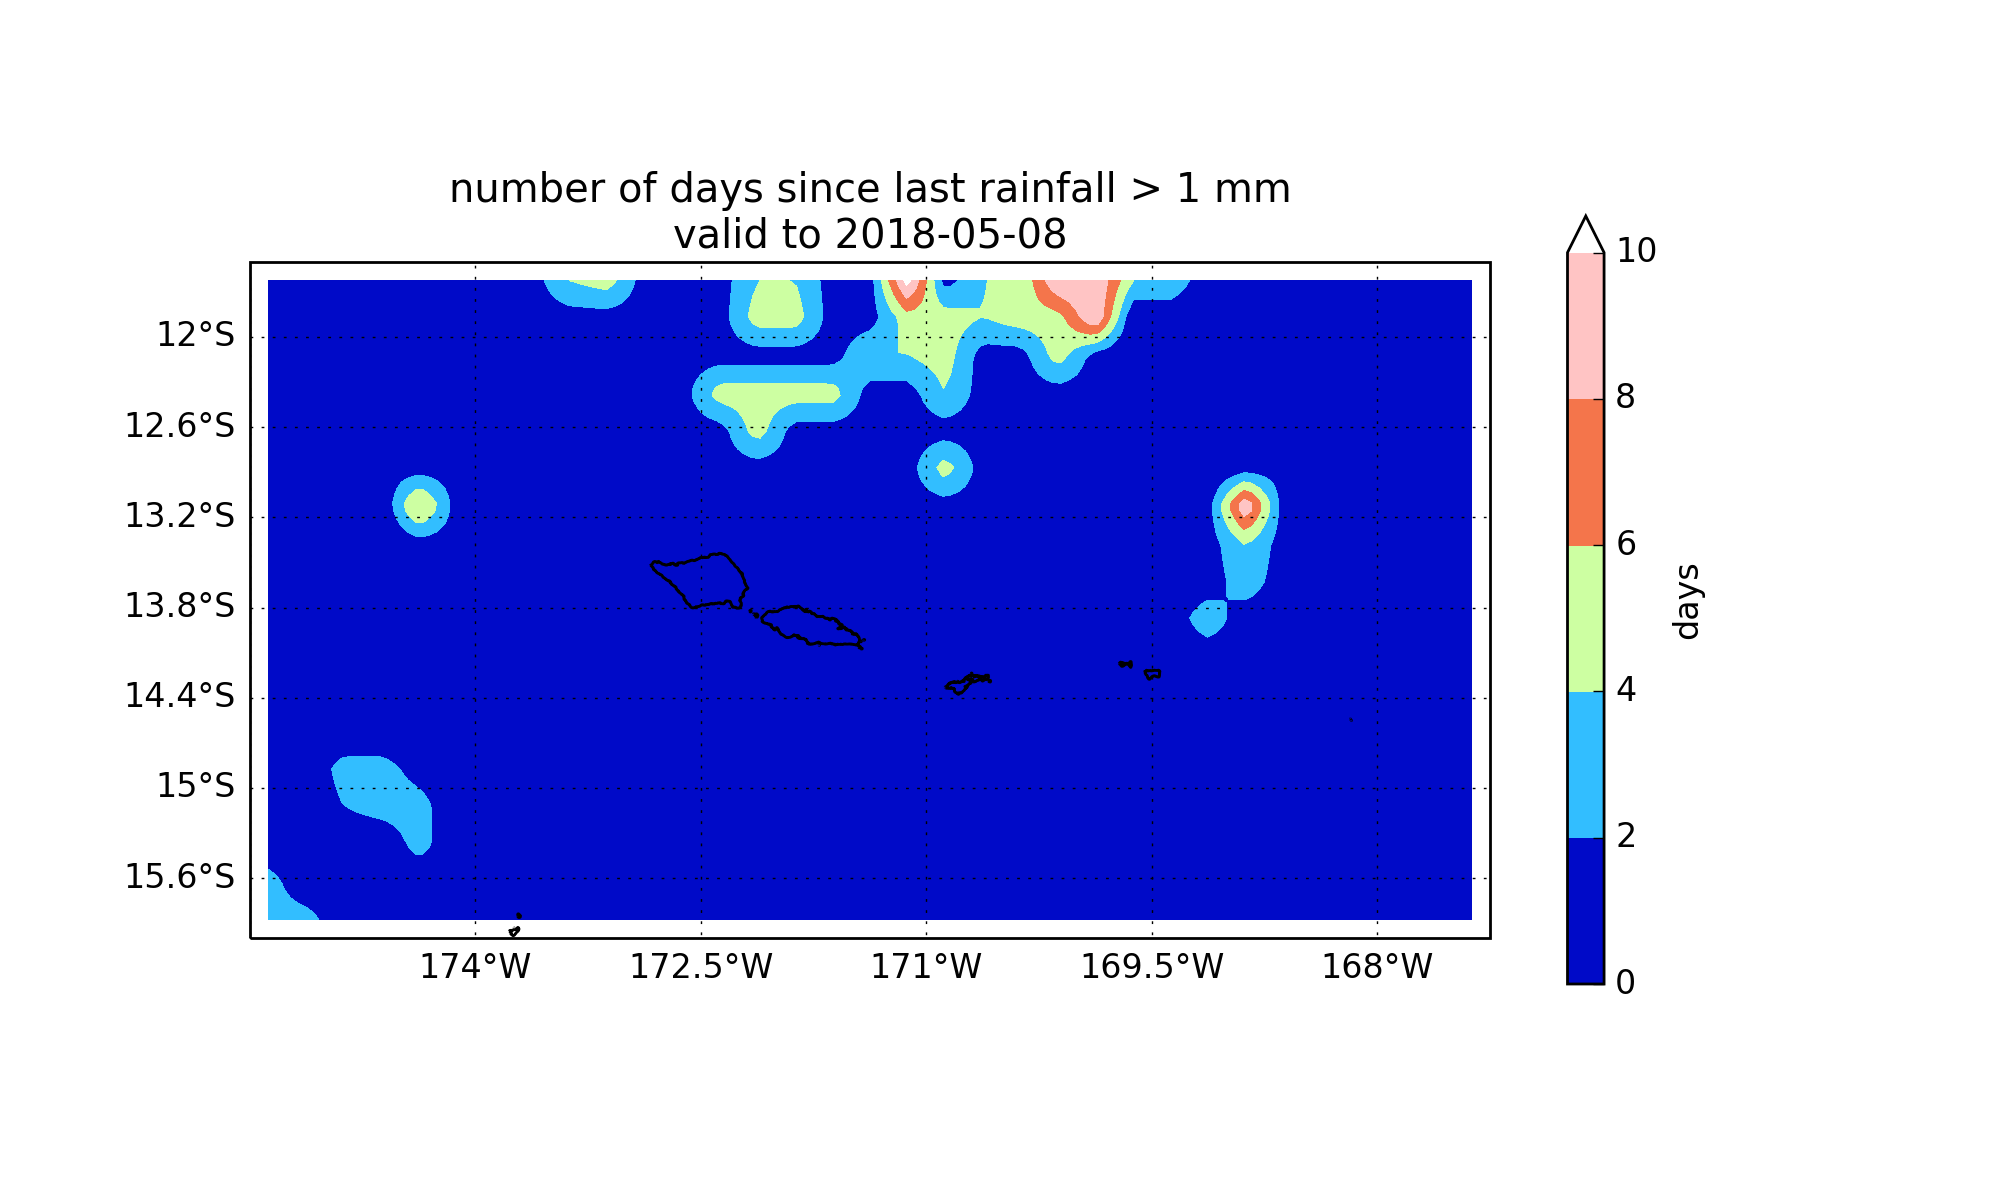 number of days since last rainfall > 1 mm
valid to 2018-05-08
12°S
12.6°S
13.2°S
13.8°S
14.4°S
15°S
15.6°S
174°W 172.5°W 171°W 169.5°W 168°W
10
8
6
4
2
0
days